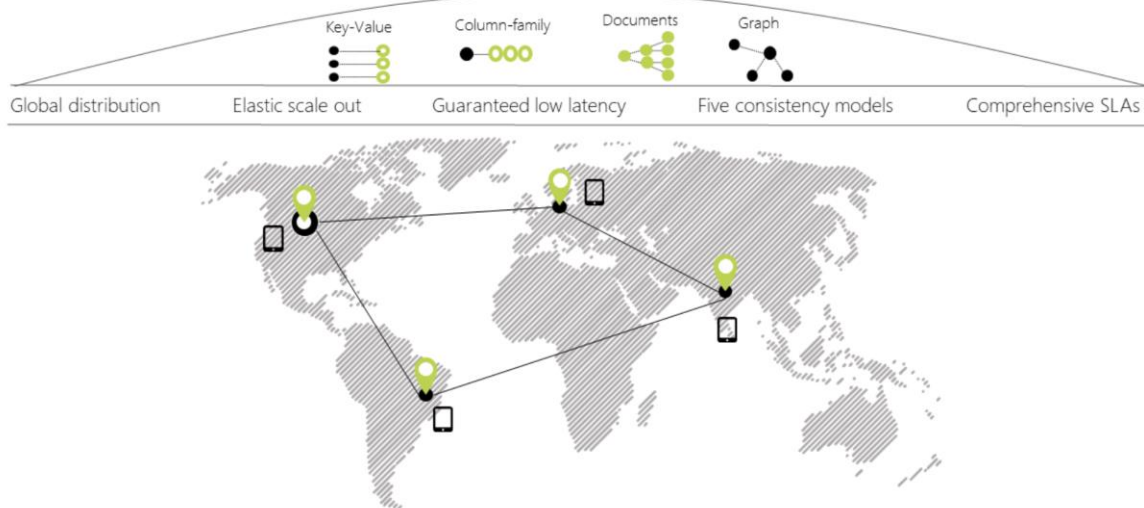 Key-Value
Column-family
Documents
Graph
Global distribution
Elastic scale out
Guaranteed low latency
Five consistency models
Comprehensive SLAs